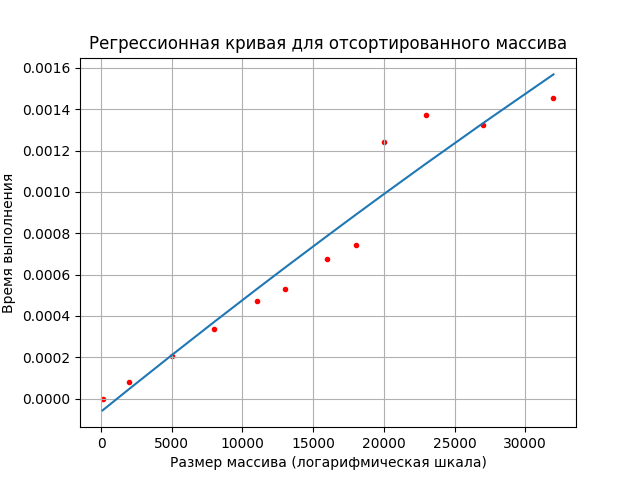 Регрессионная кривая для отсортированного массива
0.0016
0.0014
0.0012
0.0010
0.0008
0.0006
0.0004
0.0002
0.0000
Время выполнения
0 5000 10000 15000 20000 25000 30000
Размер массива (логарифмическая шкала)